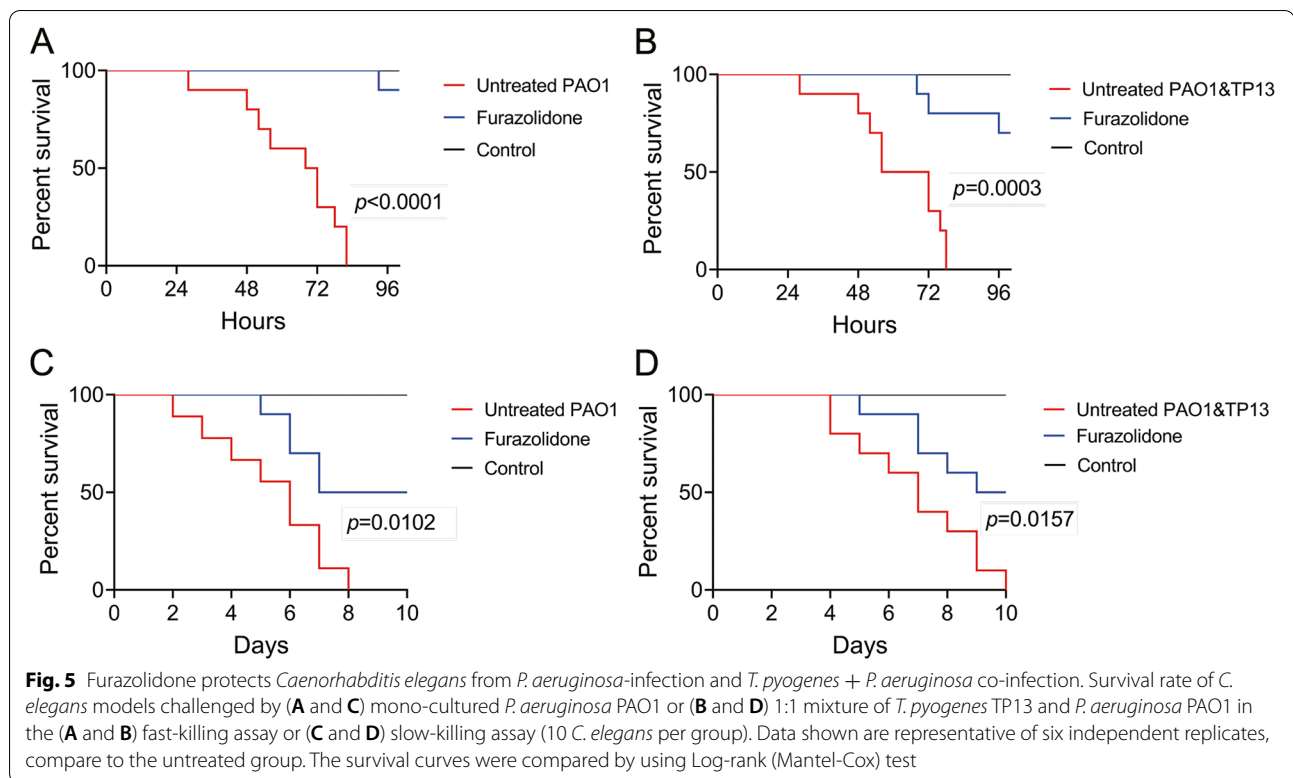 A
Percent survival
100
50
0
0 24 48 72 96
Hours
Untreated PAO1
Furazolidone
Control
p<0.0001
B
Percent survival
100
50
0
0 24 48 72 96
Hours
Untreated PAO1&TP13
Furazolidone
Control
p=0.0003
C
Percent survival
100
50
0
0 2 4 6 8 10
Days
Untreated PAO1
Furazolidone
Control
p=0.0102
D
Percent survival
100
50
0
0 2 4 6 8 10
Days
Untreated PAO1&TP13
Furazolidone
Control
p=0.0157
Fig. 5 Furazolidone protects Caenorhabditis elegans from P. aeruginosa-infection and T. pyogenes + P. aeruginosa co-infection. Survival rate of C.
elegans models challenged by (A and C) mono-cultured P. aeruginosa PAO1 or (B and D) 1:1 mixture of T. pyogenes TP13 and P. aeruginosa PAO1 in
the (A and B) fast-killing assay or (C and D) slow-killing assay (10 C. elegans per group). Data shown are representative of six independent replicates,
compare to the untreated group. The survival curves were compared by using Log-rank (Mantel-Cox) test